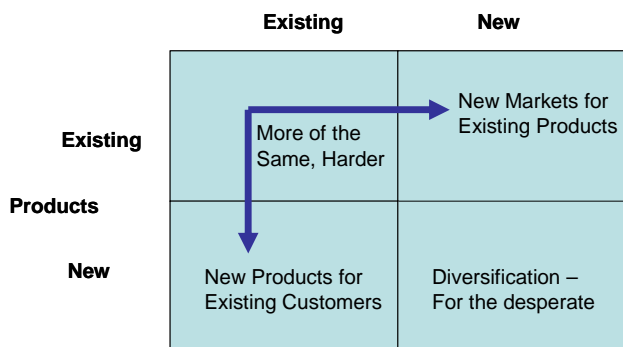 Existing
New
New Markets for
Existing Products
More of the
Same, Harder
Existing
Products
New
New Products for
Existing Customers
Diversification –
For the desperate